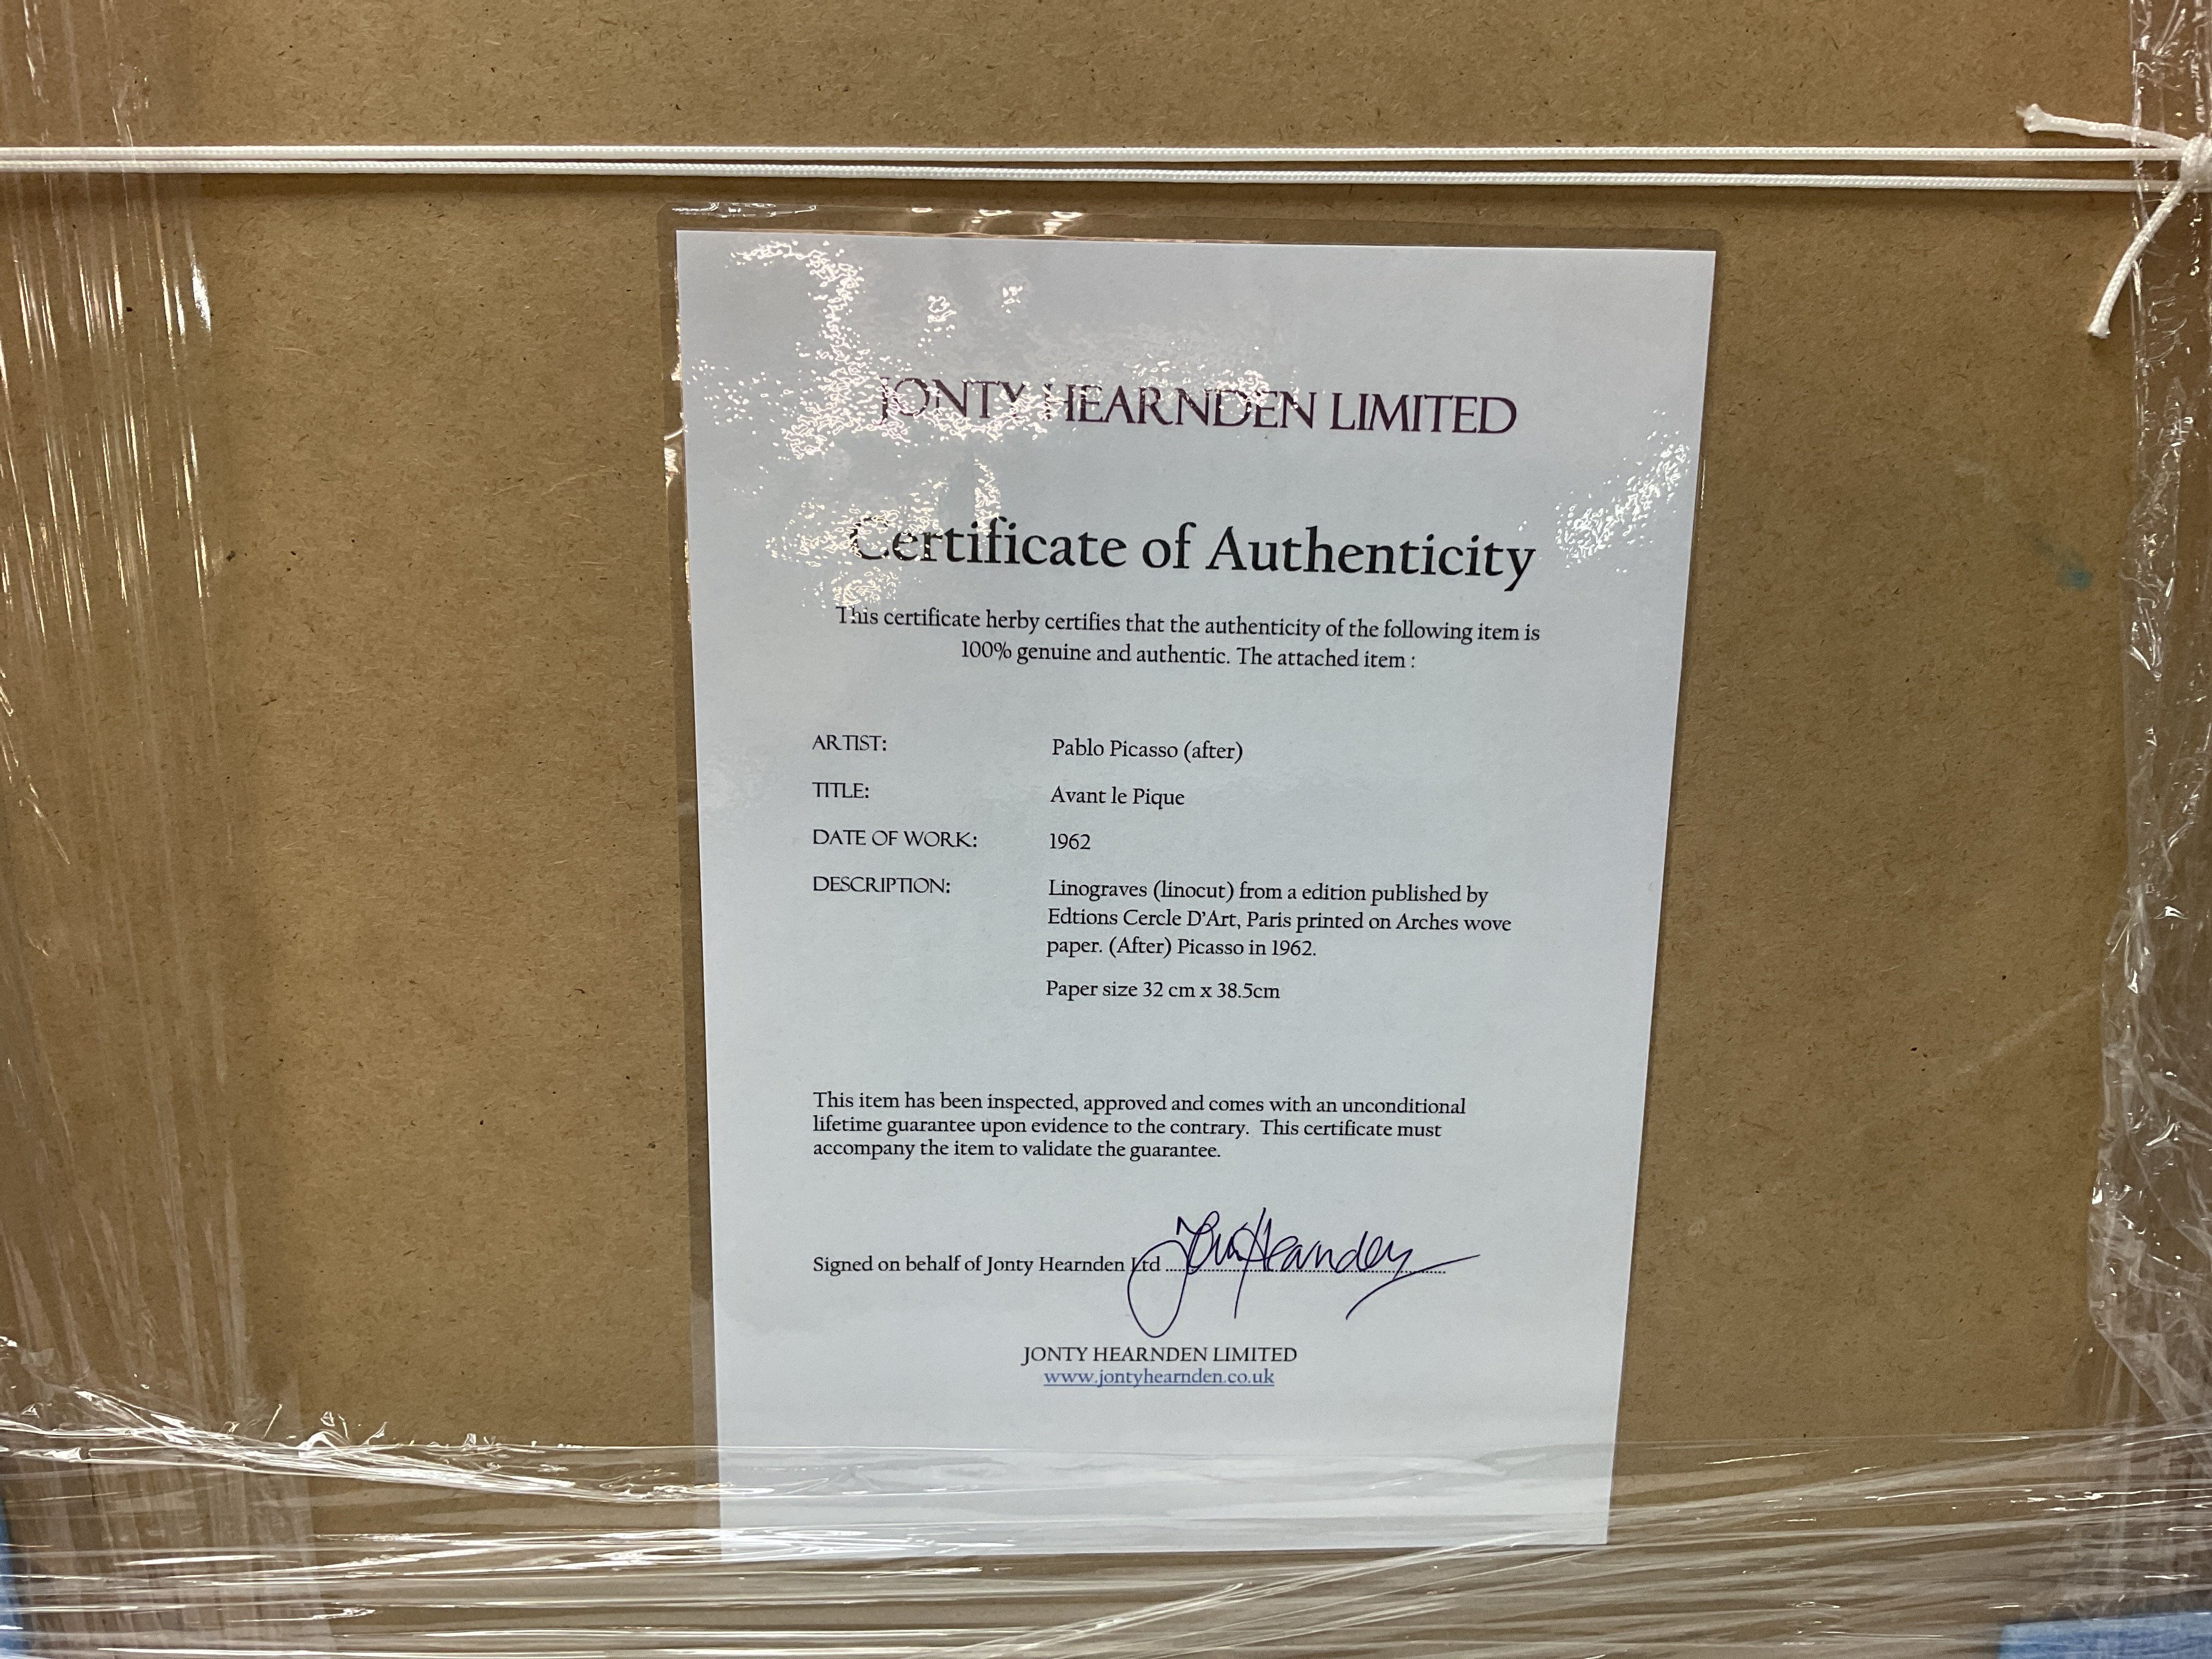 JONTY HEARNDEN LIMITED
Certificate of Authenticity
This certificate herby certifies that the authenticity of the following item is
100% genuine and authentic. The attached item :
ARTIST: Pablo Picasso (after)
TITLE: Avant le Pique
DATE OF WORK: 1962
DESCRIPTION: Linograves (linocut) from a edition published by
Edtions Cercle D'Art, Paris printed on Arches wove
paper. (After) Picasso in 1962.
Paper size 32 cm x 38.5cm
This item has been inspected, approved and comes with an unconditional
lifetime guarantee upon evidence to the contrary. This certificate must
accompany the item to validate the guarantee.
Signed on behalf of Jonty Hearnden Ltd Jonty Hearnden
JONTY HEARNDEN LIMITED
www.jontyhearnden.co.uk